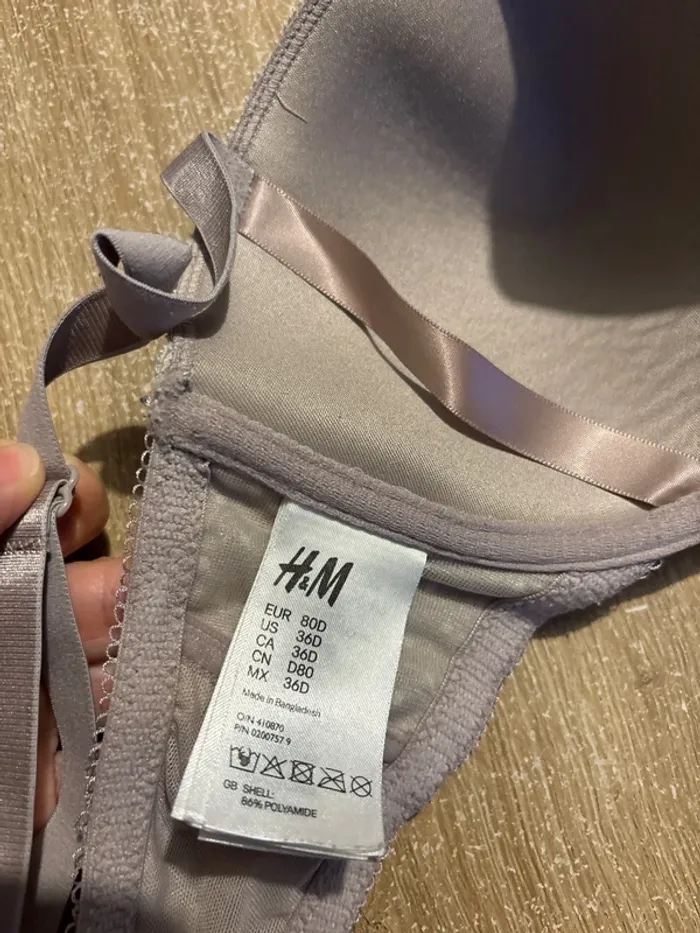 H&M
EUR 80D
US 36D
CA 36D
CN D80
MX 36D
Made in Bangladesh
O/N 410870
P/N 0200757 9
GB SHELL:
86% POLYAMIDE